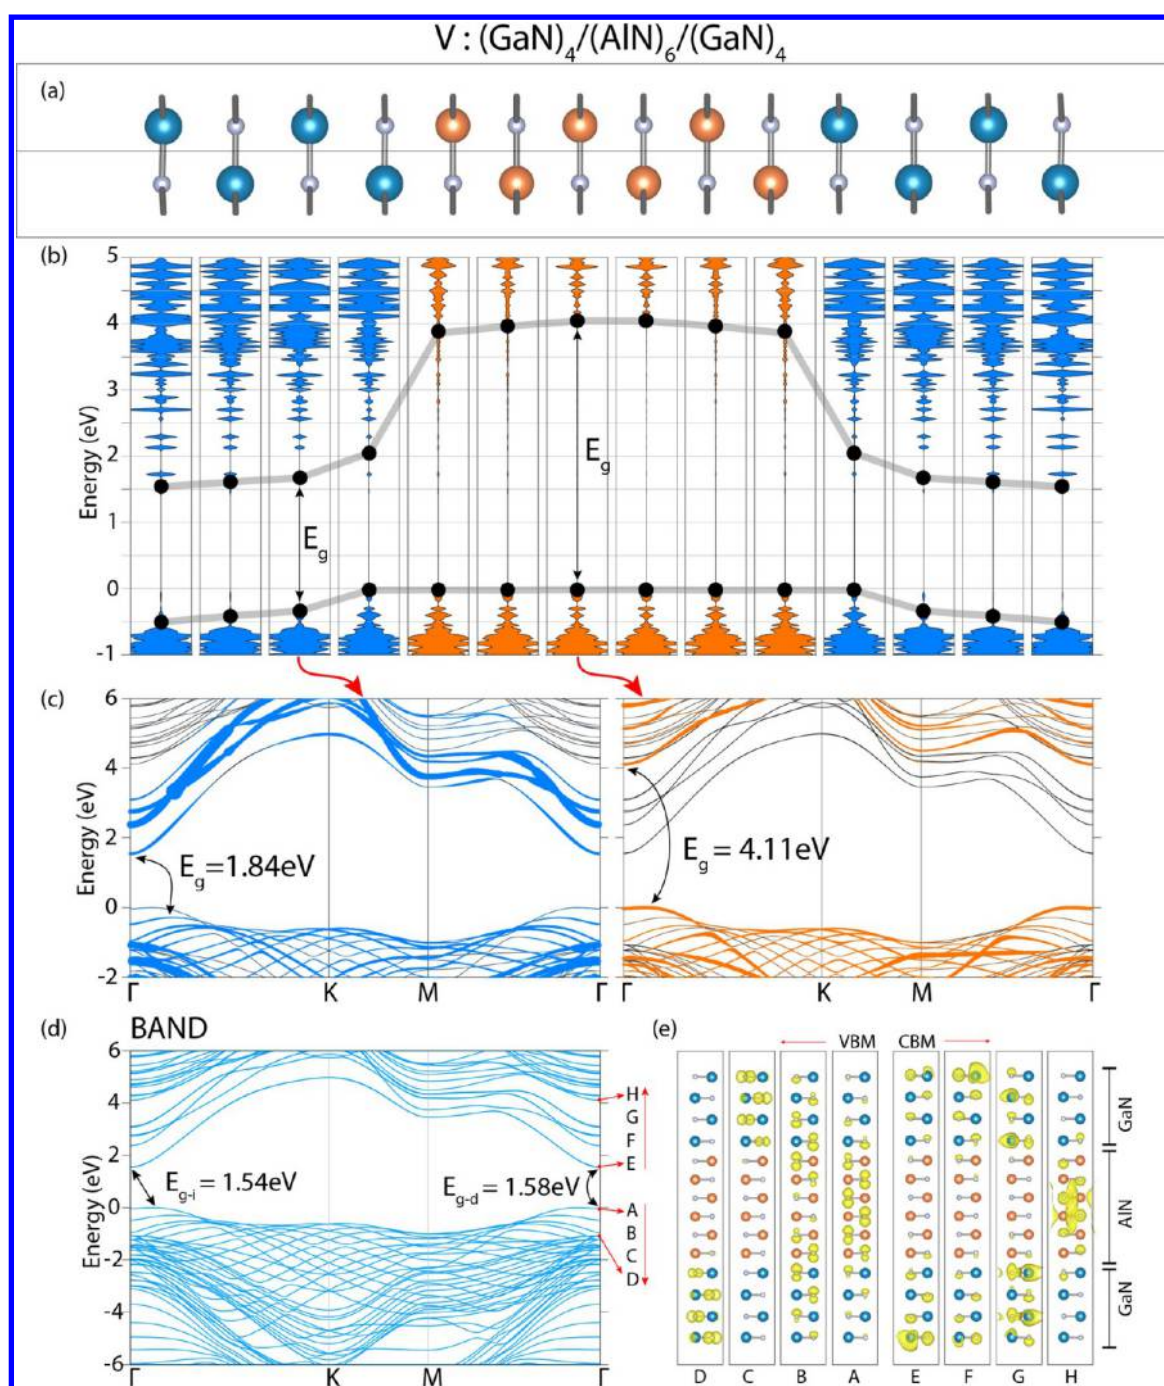 V : (GaN)4/(AlN)6/(GaN)4
(a)
(b)
5
4
3
2
1
0
-1
Energy (eV)
Eg
Eg
(c)
6
4
2
0
-2
Energy (eV)
Eg=1.84eV
Eg = 4.11eV
Γ K M Γ
Γ K M Γ
(d) BAND
6
4
2
0
-2
-4
-6
Energy (eV)
Eg-i = 1.54eV
Eg-d = 1.58eV
H
G
F
E
A
B
C
D
Γ K M Γ
(e)
VBM CBM
GaN
AlN
GaN
D C B A E F G H